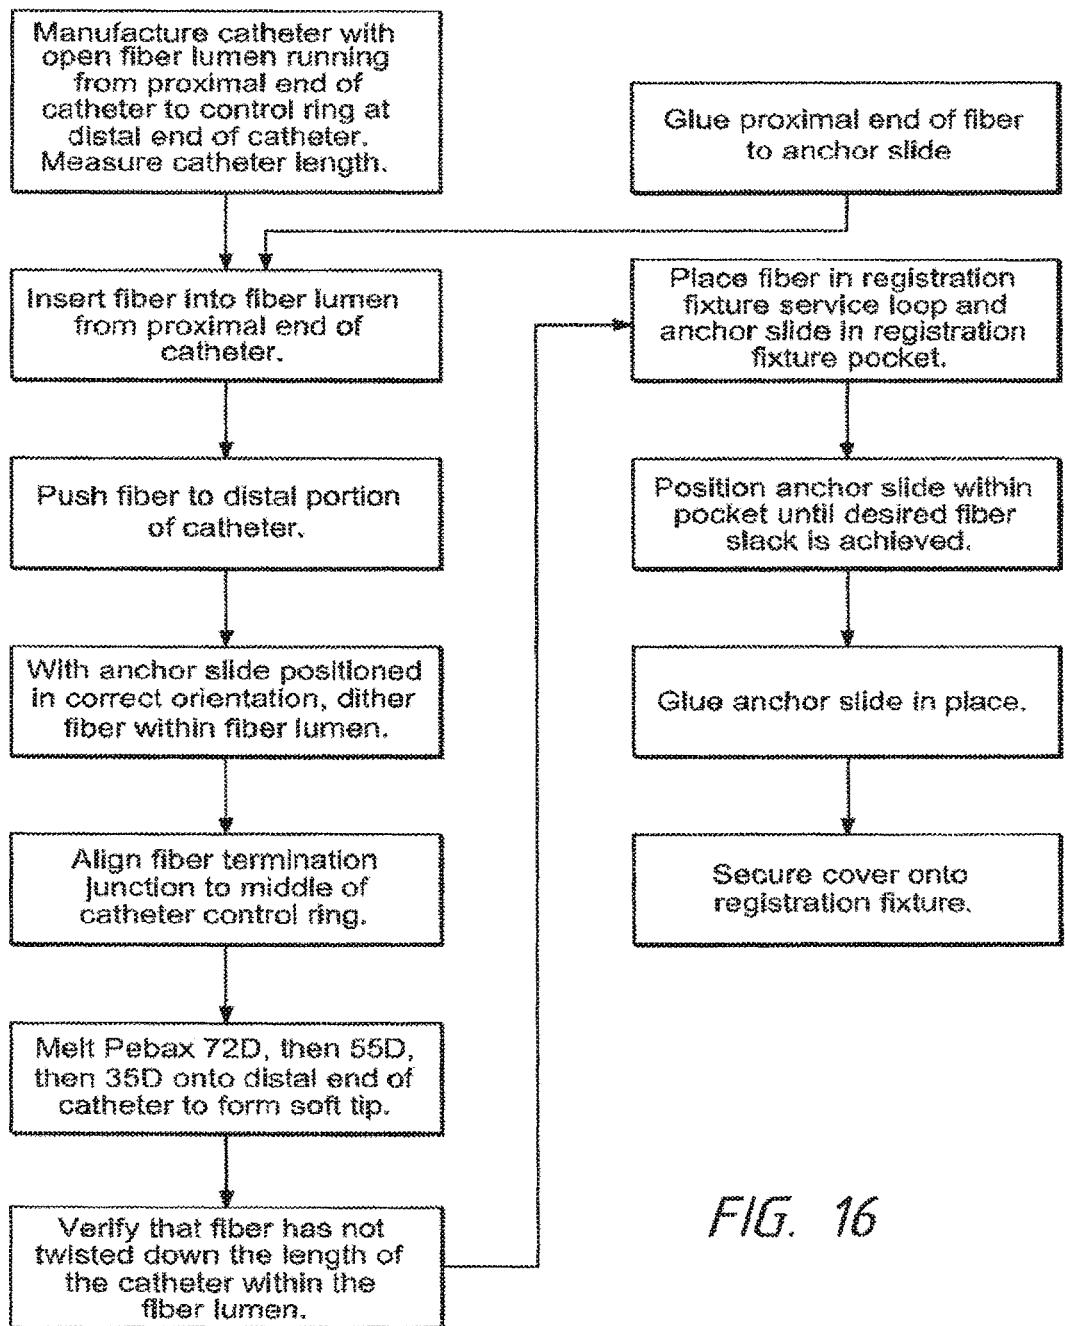 Manufacture catheter with
open fiber lumen running
from proximal end of
catheter to control ring at
distal end of catheter.
Measure catheter length.
Glue proximal end of fiber
to anchor slide
Insert fiber into fiber lumen
from proximal end of
catheter.
Push fiber to distal portion
of catheter.
With anchor slide positioned
in correct orientation, dither
fiber within fiber lumen.
Align fiber termination
junction to middle of
catheter control ring.
Melt Pebax 72D, then 55D,
then 35D onto distal end of
catheter to form soft tip.
Verify that fiber has not
twisted down the length of
the catheter within the
fiber lumen.
Place fiber in registration
fixture service loop and
anchor slide in registration
fixture pocket.
Position anchor slide within
pocket until desired fiber
slack is achieved.
Glue anchor slide in place.
Secure cover onto
registration fixture.
FIG. 16